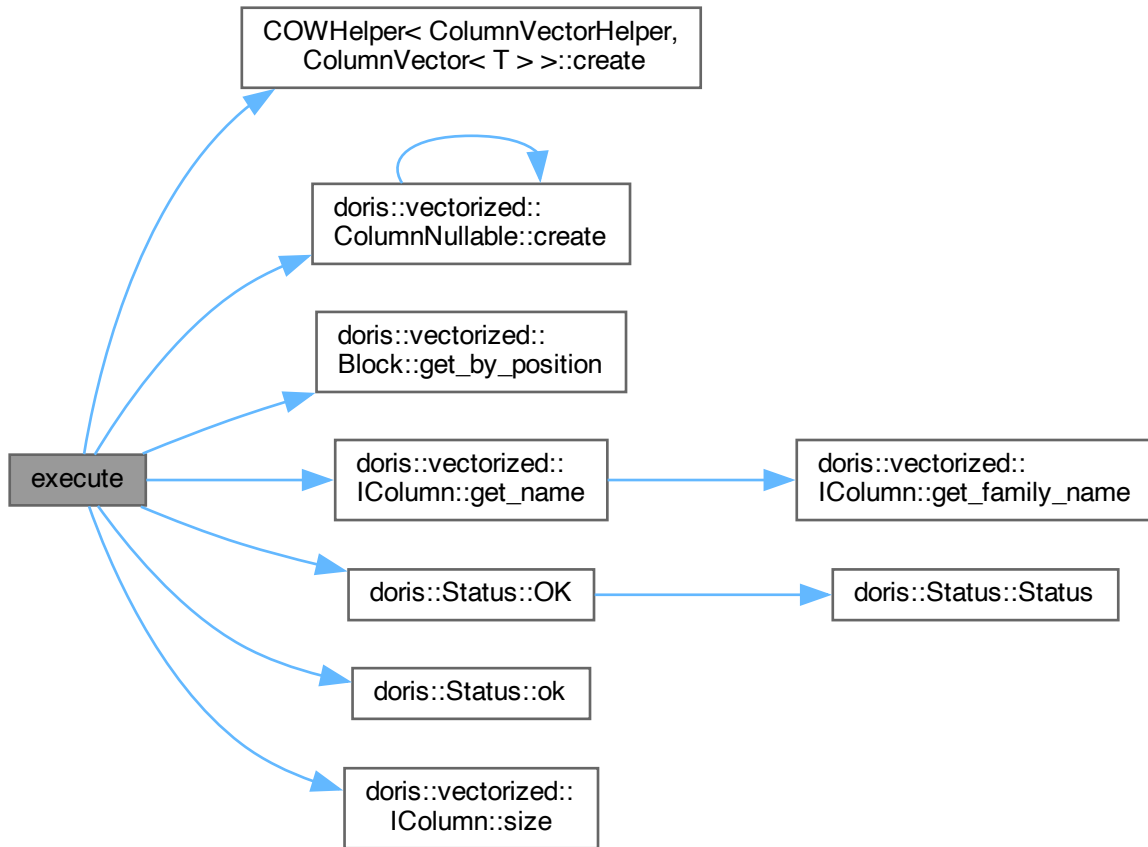 COWHelper< ColumnVectorHelper,
ColumnVector< T > >::create
doris::vectorized::
ColumnNullable::create
doris::vectorized::
Block::get_by_position
execute
doris::vectorized::
IColumn::get_name
doris::vectorized::
IColumn::get_family_name
doris::Status::OK
doris::Status::Status
doris::Status::ok
doris::vectorized::
IColumn::size